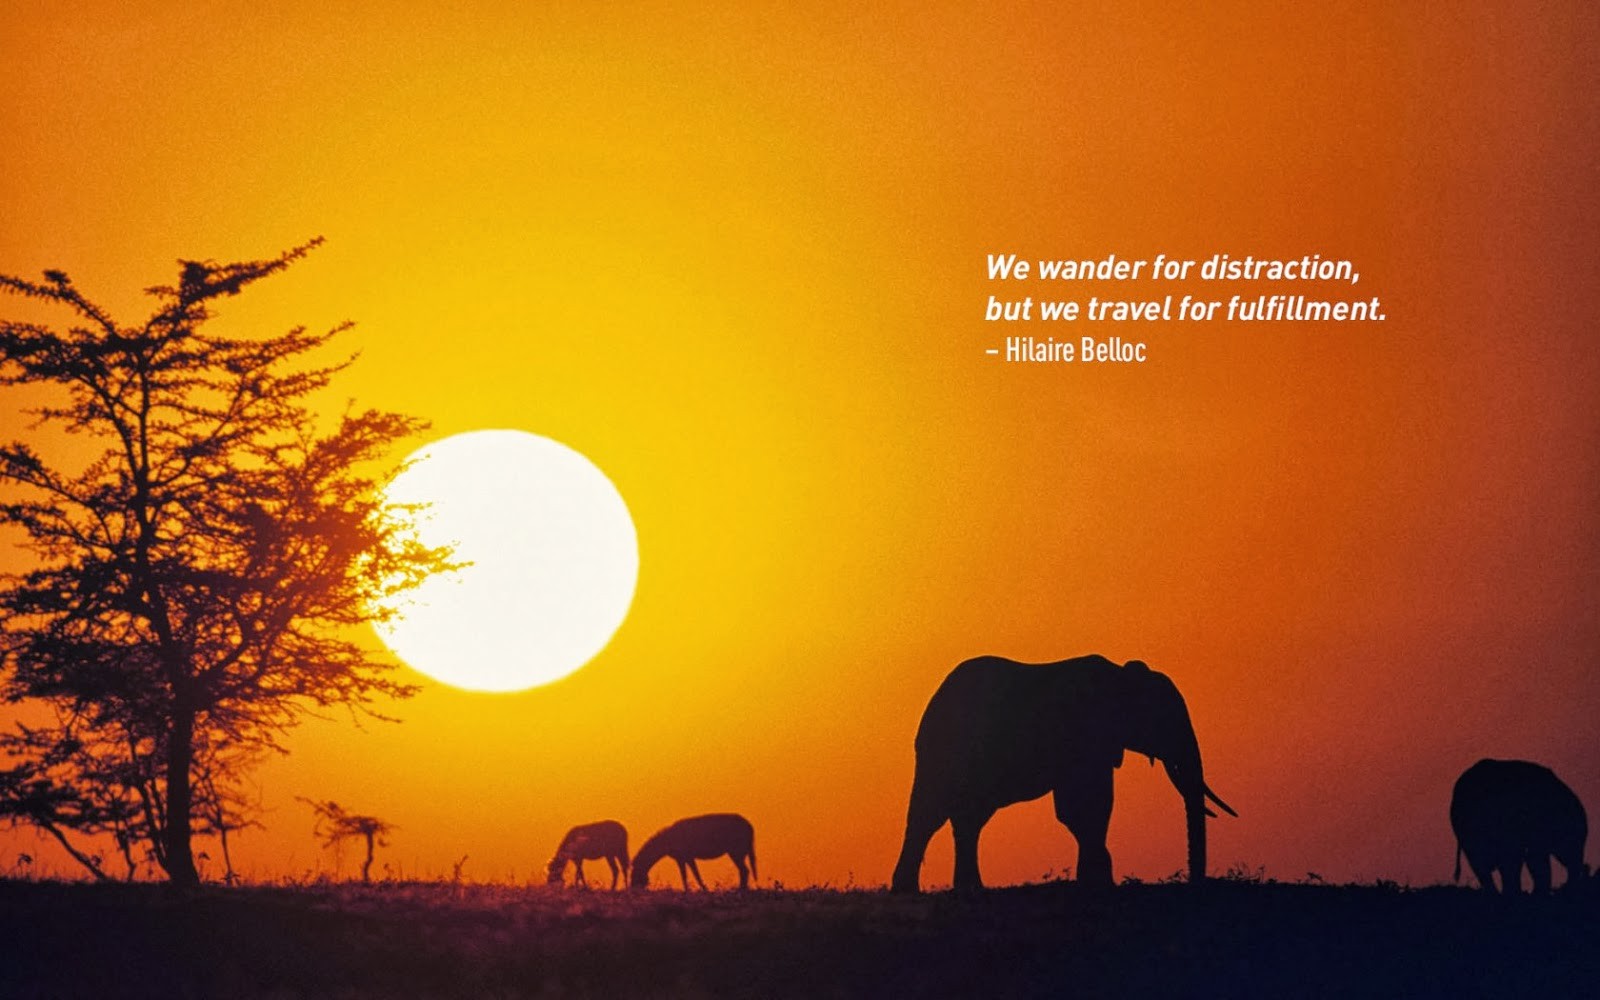 We wander for distraction,
but we travel for fulfillment.
– Hilaire Belloc